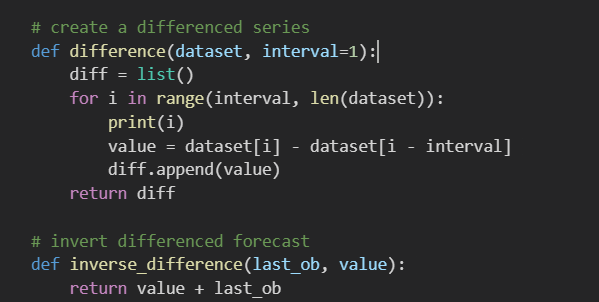 # create a differenced series
def difference(dataset, interval=1):
    diff = list()
    for i in range(interval, len(dataset)):
        print(i)
        value = dataset[i] - dataset[i - interval]
        diff.append(value)
    return diff
# invert differenced forecast
def inverse_difference(last_ob, value):
    return value + last_ob